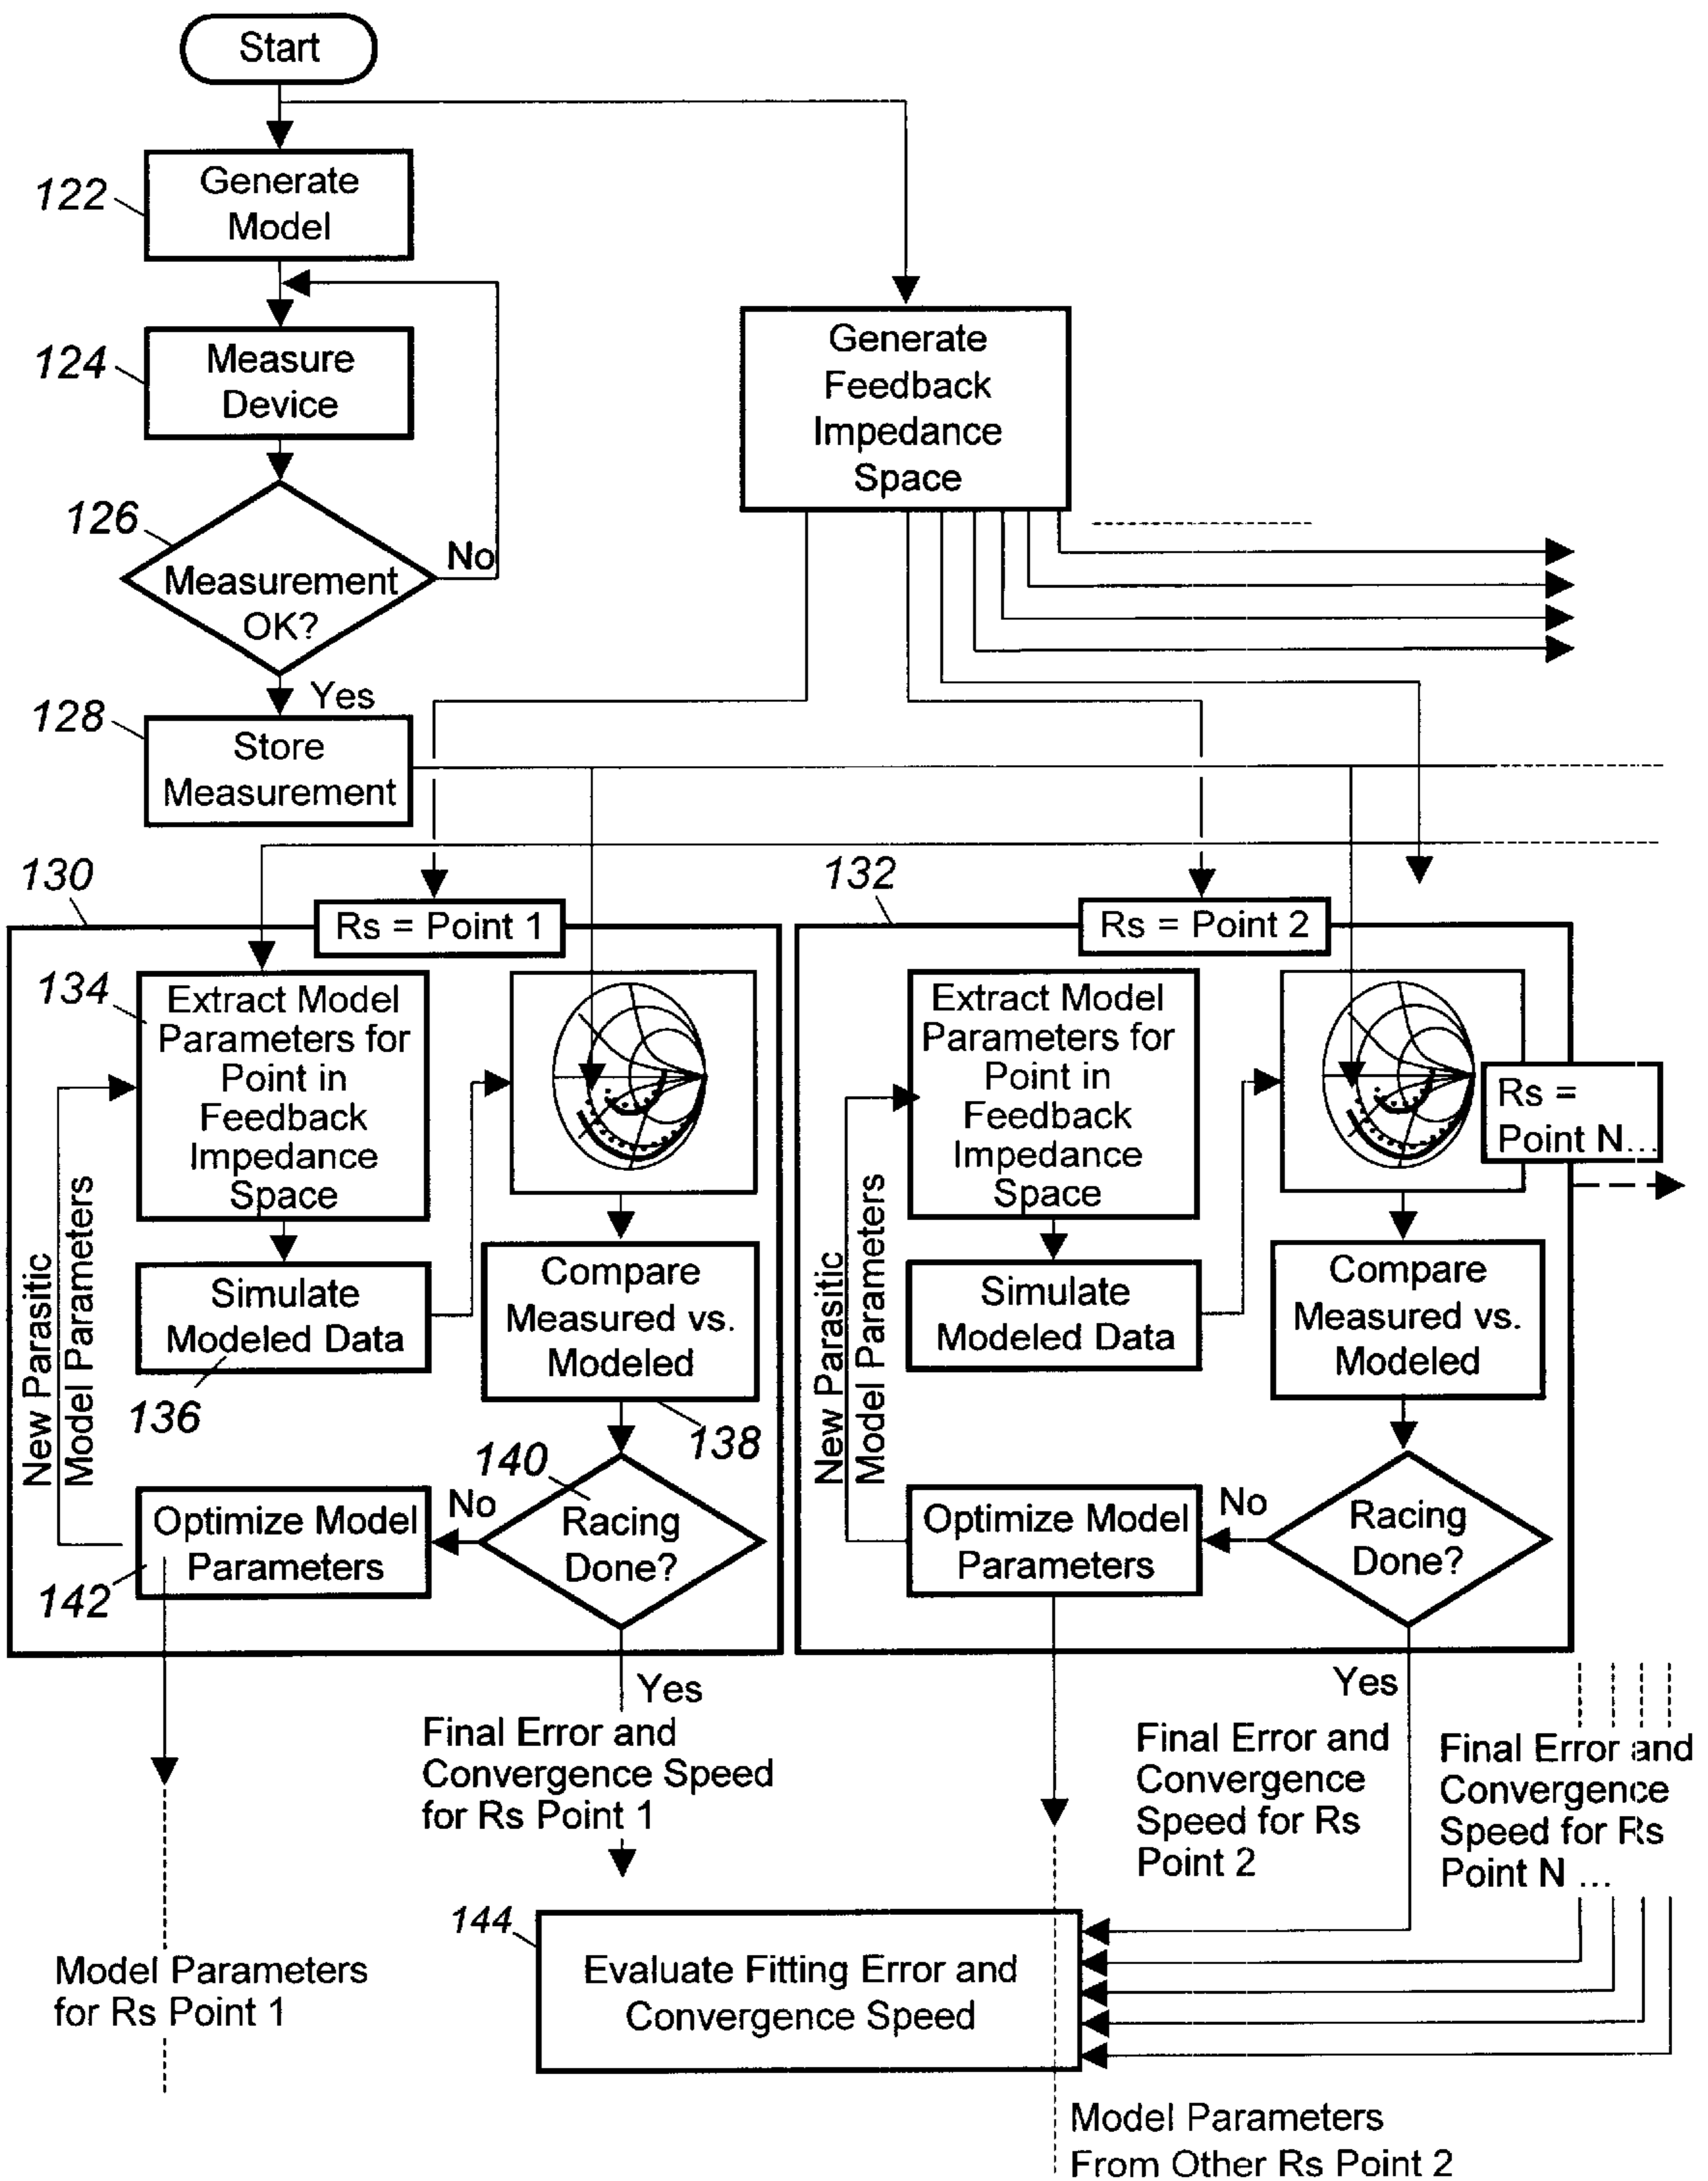 Start
122
Generate
Model
124
Measure
Device
Generate
Feedback
Impedance
Space
126
No
Measurement
OK?
Yes
128
Store
Measurement
130
132
Rs = Point 1
Rs = Point 2
134
Extract Model
Parameters for
Point in
Feedback
Impedance
Space
Extract Model
Parameters for
Point in
Feedback
Impedance
Space
Rs =
Point N...
New Parasitic
Model Parameters
Simulate
Modeled Data
136
Compare
Measured vs.
Modeled
138
New Parasitic
Model Parameters
Simulate
Modeled Data
Compare
Measured vs.
Modeled
140
No
Racing
Done?
Optimize Model
Parameters
142
No
Racing
Done?
Optimize Model
Parameters
Yes
Final Error and
Convergence Speed
for Rs Point 1
Yes
Final Error and
Convergence
Speed for Rs
Point 2
Final Error and
Convergence
Speed for Rs
Point N ...
144
Evaluate Fitting Error and
Convergence Speed
Model Parameters
for Rs Point 1
Model Parameters
From Other Rs Point 2